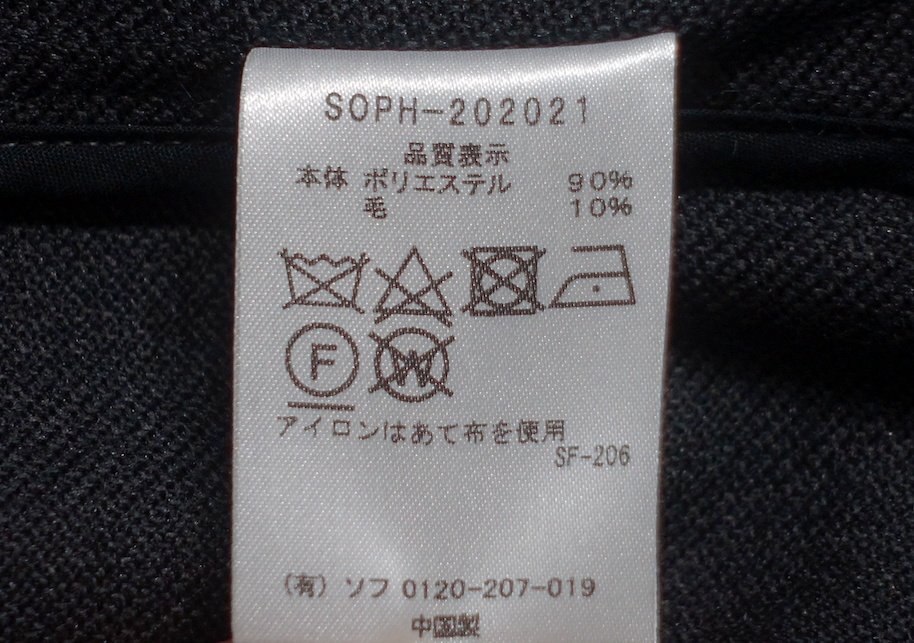 SOPH-202021
品質表示
本体 ポリエステル 90%
毛 10%
F W
アイロンはあて布を使用
SF-206
(有) ソフ 0120-207-019
中国製